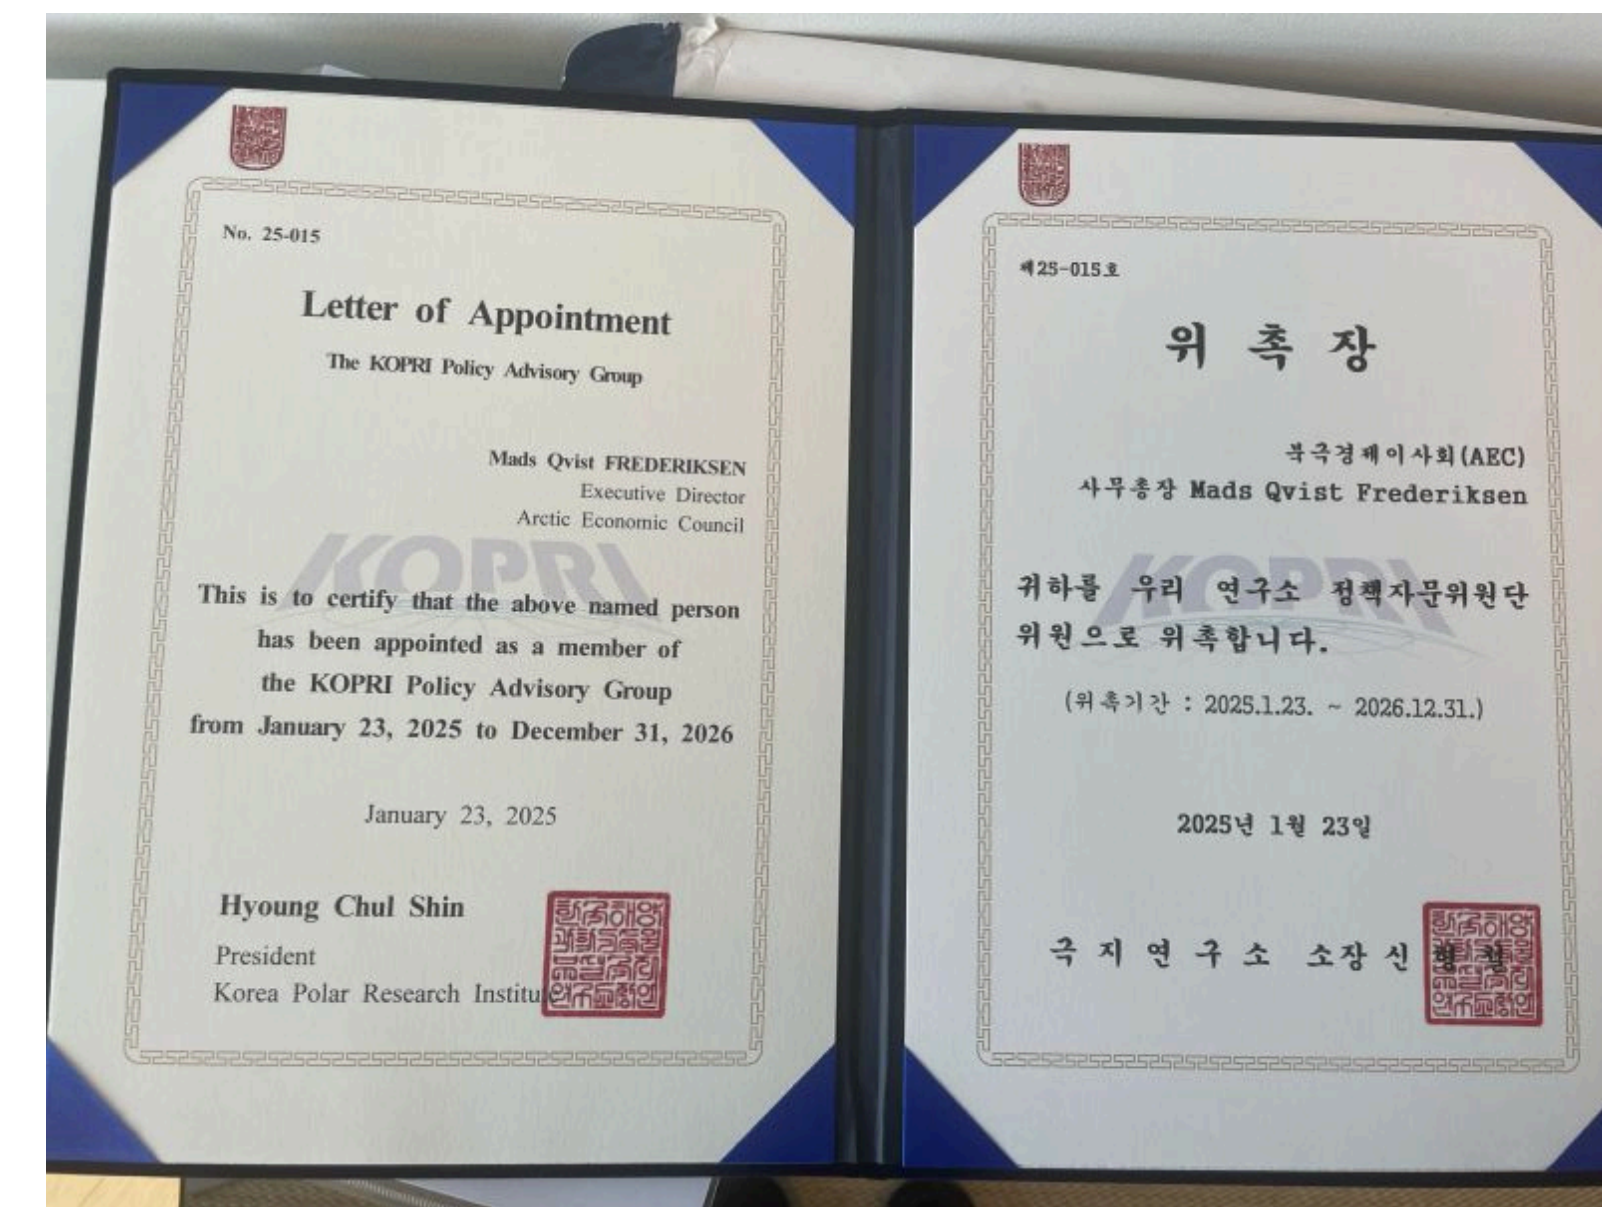 No. 25-015
Letter of Appointment
The KOPRI Policy Advisory Group
Mads Qvist FREDERIKSEN
Executive Director
Arctic Economic Council
KOPRI
This is to certify that the above named person
has been appointed as a member of
the KOPRI Policy Advisory Group
from January 23, 2025 to December 31, 2026
January 23, 2025
Hyoung Chul Shin
President
Korea Polar Research Institute
제25-015호
위촉장
북극경제이사회(AEC)
사무총장 Mads Qvist Frederiksen
KOPRI
귀하를 우리 연구소 정책자문위원단
위원으로 위촉합니다.
(위촉기간 : 2025.1.23. ~ 2026.12.31.)
2025년 1월 23일
극지연구소 소장 신형철